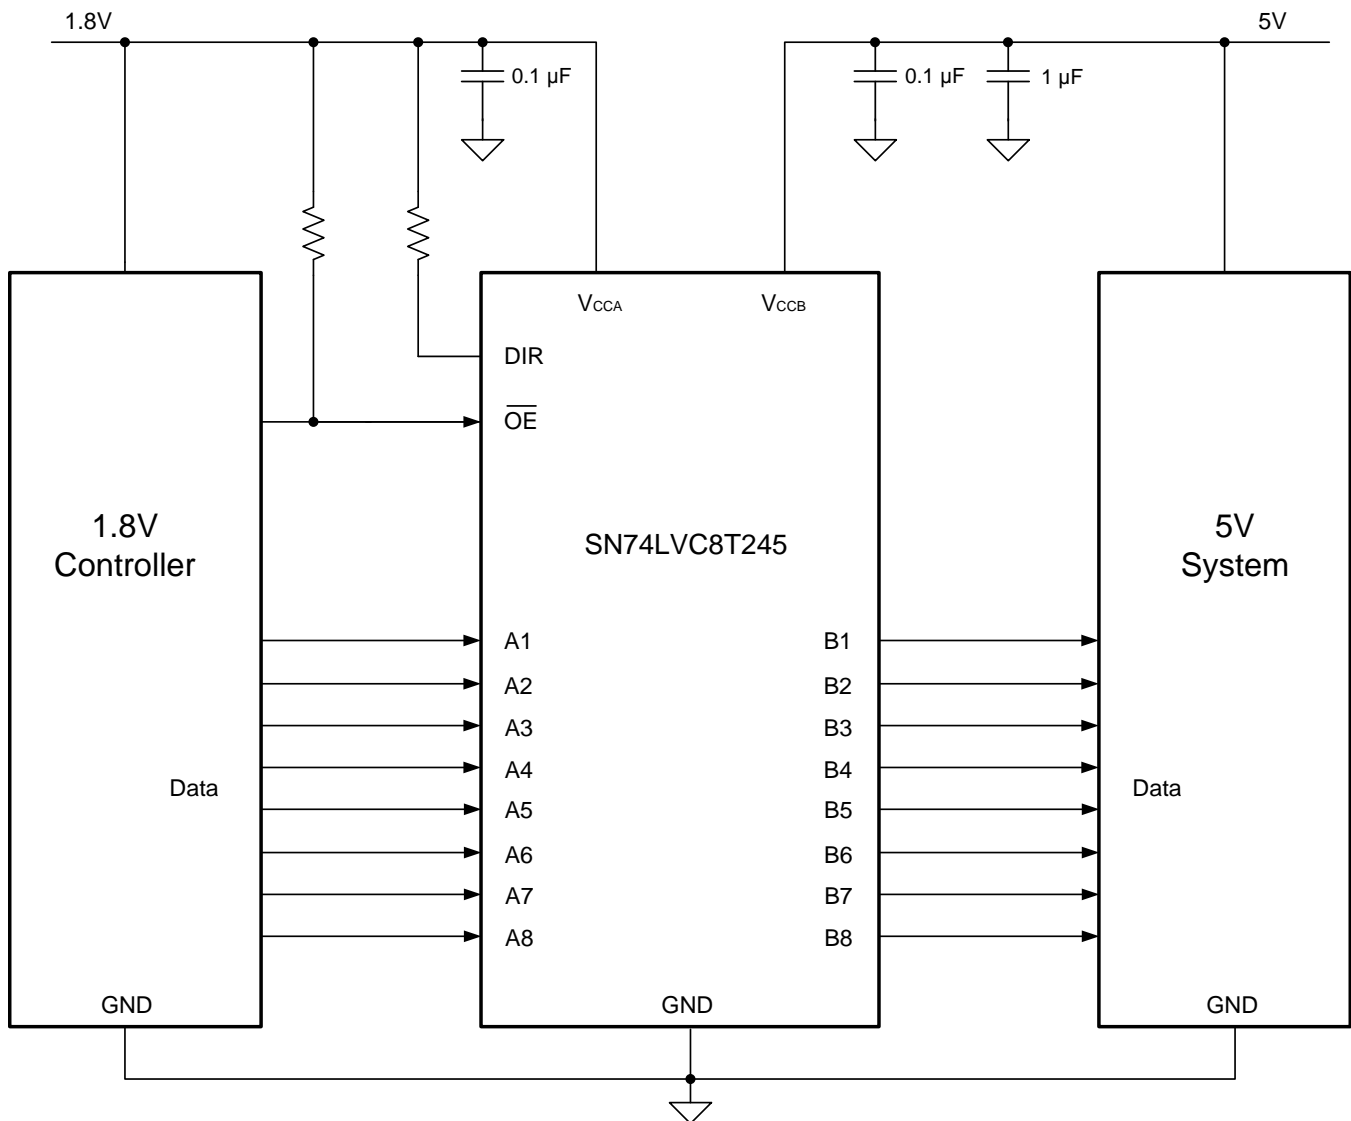 1.8V
5V
0.1 µF
0.1 µF
1 µF
VCCA
VCCB
DIR
OE
1.8V
Controller
SN74LVC8T245
5V
System
A1
B1
A2
B2
A3
B3
A4
B4
Data
Data
A5
B5
A6
B6
A7
B7
A8
B8
GND
GND
GND